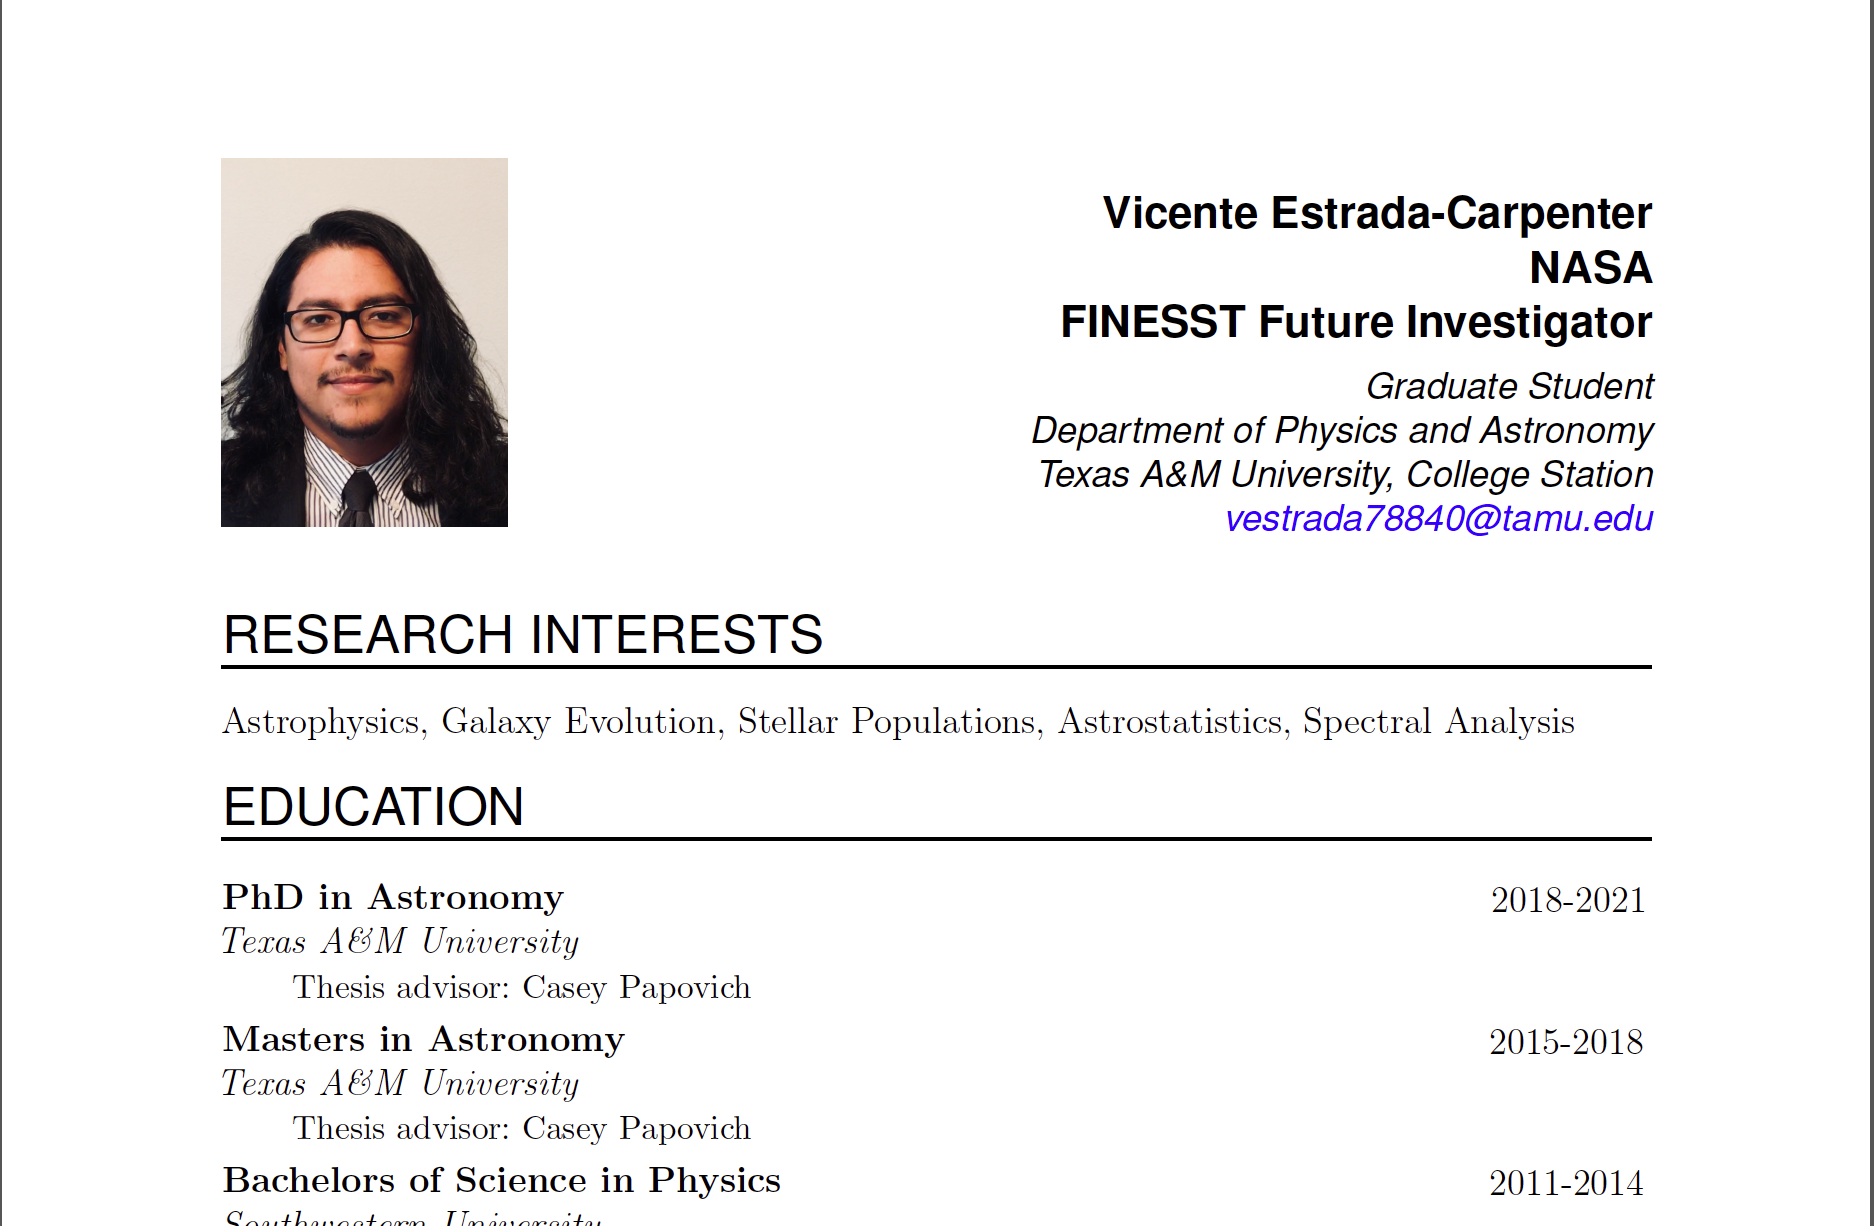 Vicente Estrada-Carpenter
NASA
FINESST Future Investigator
Graduate Student
Department of Physics and Astronomy
Texas A&M University, College Station
vestrada78840@tamu.edu
RESEARCH INTERESTS
Astrophysics, Galaxy Evolution, Stellar Populations, Astrostatistics, Spectral Analysis
EDUCATION
PhD in Astronomy 2018-2021
Texas A&M University
Thesis advisor: Casey Papovich
Masters in Astronomy 2015-2018
Texas A&M University
Thesis advisor: Casey Papovich
Bachelors of Science in Physics 2011-2014
Southwestern University